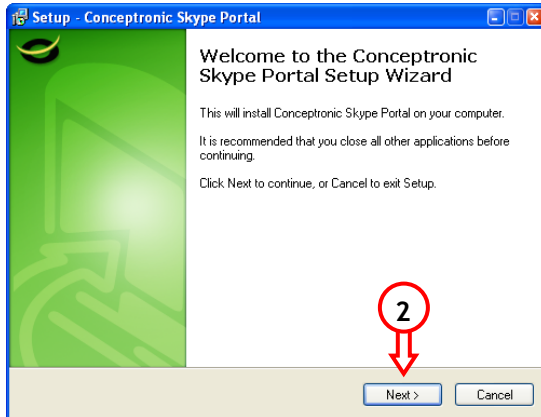 Setup - Conceptronic Skype Portal
Welcome to the Conceptronic
Skype Portal Setup Wizard
This will install Conceptronic Skype Portal on your computer.
It is recommended that you close all other applications before
continuing.
Click Next to continue, or Cancel to exit Setup.
2
Next >
Cancel